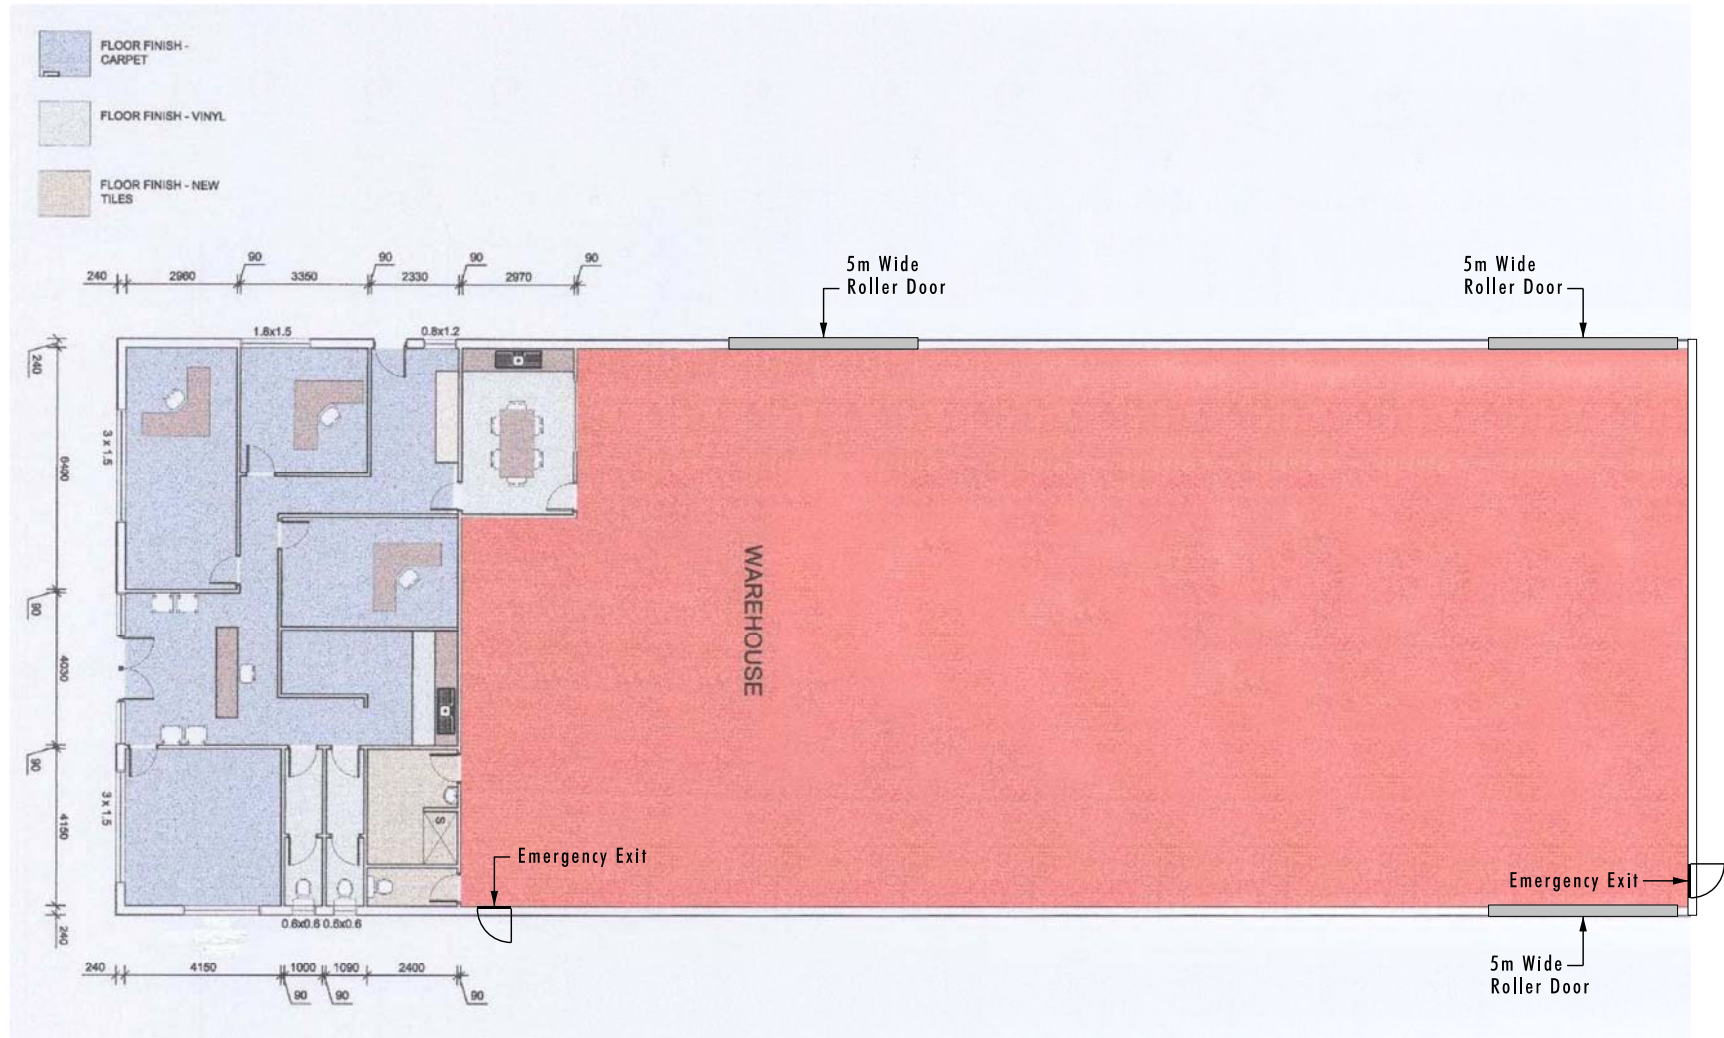 FLOOR FINISH -
CARPET
FLOOR FINISH - VINYL
FLOOR FINISH - NEW
TILES
90
90
90
90
240
2960
3350
2330
2970
5m Wide
Roller Door
5m Wide
Roller Door
1.8x1.5
0.8x1.2
240
3 x 1.5
6400
90
4030
90
3 x 1.5
4150
240
WAREHOUSE
S
Emergency Exit
Emergency Exit
0.6x0.6
0.6x0.6
240
4150
1000
1090
2400
90
90
90
5m Wide
Roller Door